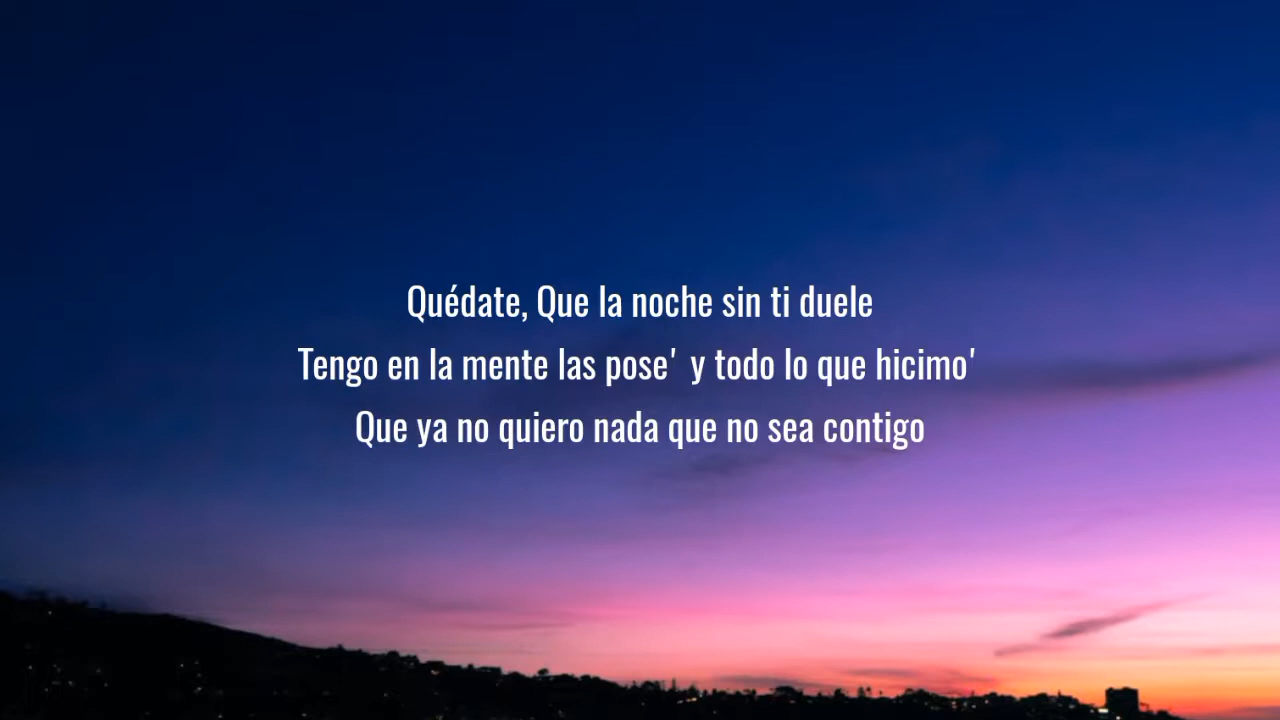 Quédate, Que la noche sin ti duele
Tengo en la mente las pose' y todo lo que hicimo'
Que ya no quiero nada que no sea contigo